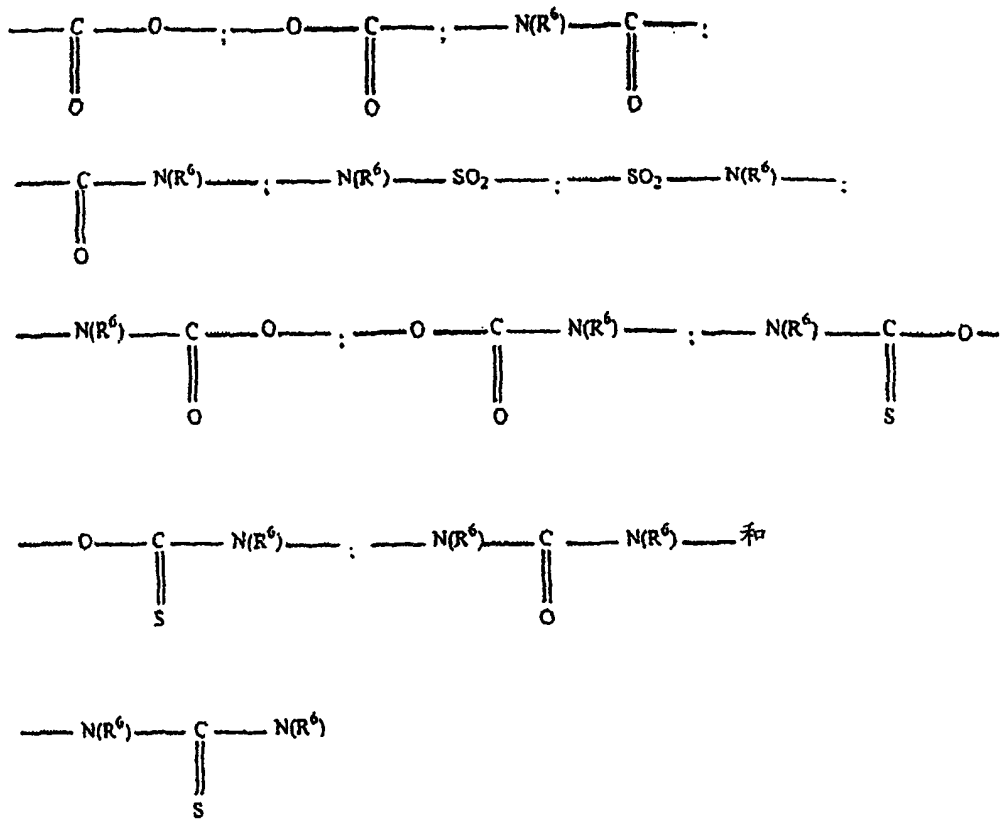 —C—O—; —O—C—; —N(R⁶)—C—;
O O O
—C—N(R⁶)—; —N(R⁶)—SO₂—; —SO₂—N(R⁶)—;
O
—N(R⁶)—C—O—; —O—C—N(R⁶)—; —N(R⁶)—C—O—
O O S
—O—C—N(R⁶)—; —N(R⁶)—C—N(R⁶)—和
S O
—N(R⁶)—C—N(R⁶)
S